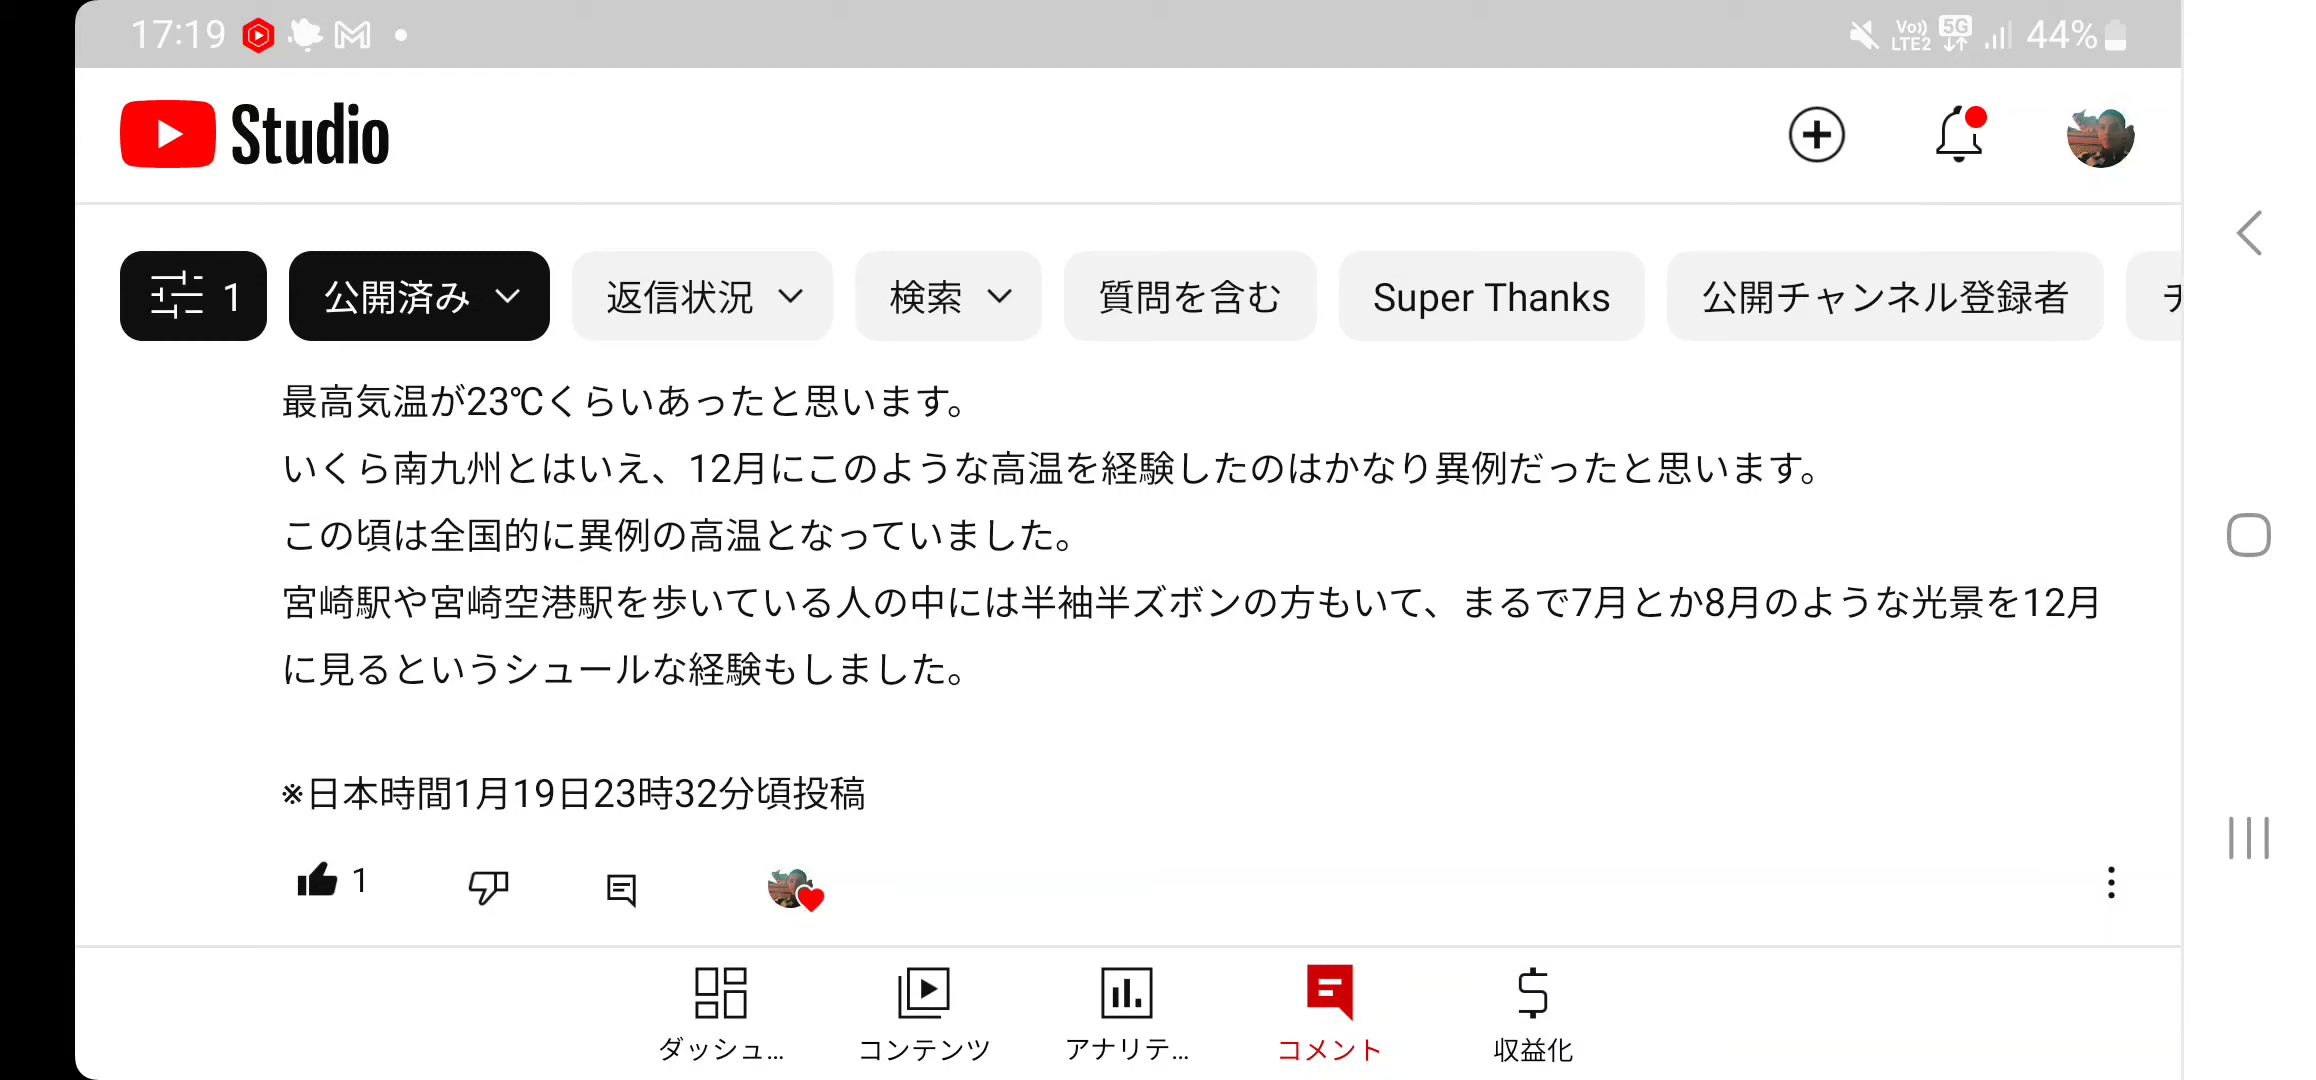 17:19
Vo)) LTE2 5G 44%
Studio
1 公開済み 返信状況 検索 質問を含む Super Thanks 公開チャンネル登録者 チ
最高気温が23℃くらいあったと思います。
いくら南九州とはいえ、12月にこのような高温を経験したのはかなり異例だったと思います。
この頃は全国的に異例の高温となっていました。
宮崎駅や宮崎空港駅を歩いている人の中には半袖半ズボンの方もいて、まるで7月とか8月のような光景を12月
に見るというシュールな経験もしました。
※日本時間1月19日23時32分頃投稿
1
ダッシュ... コンテンツ アナリテ... コメント 収益化